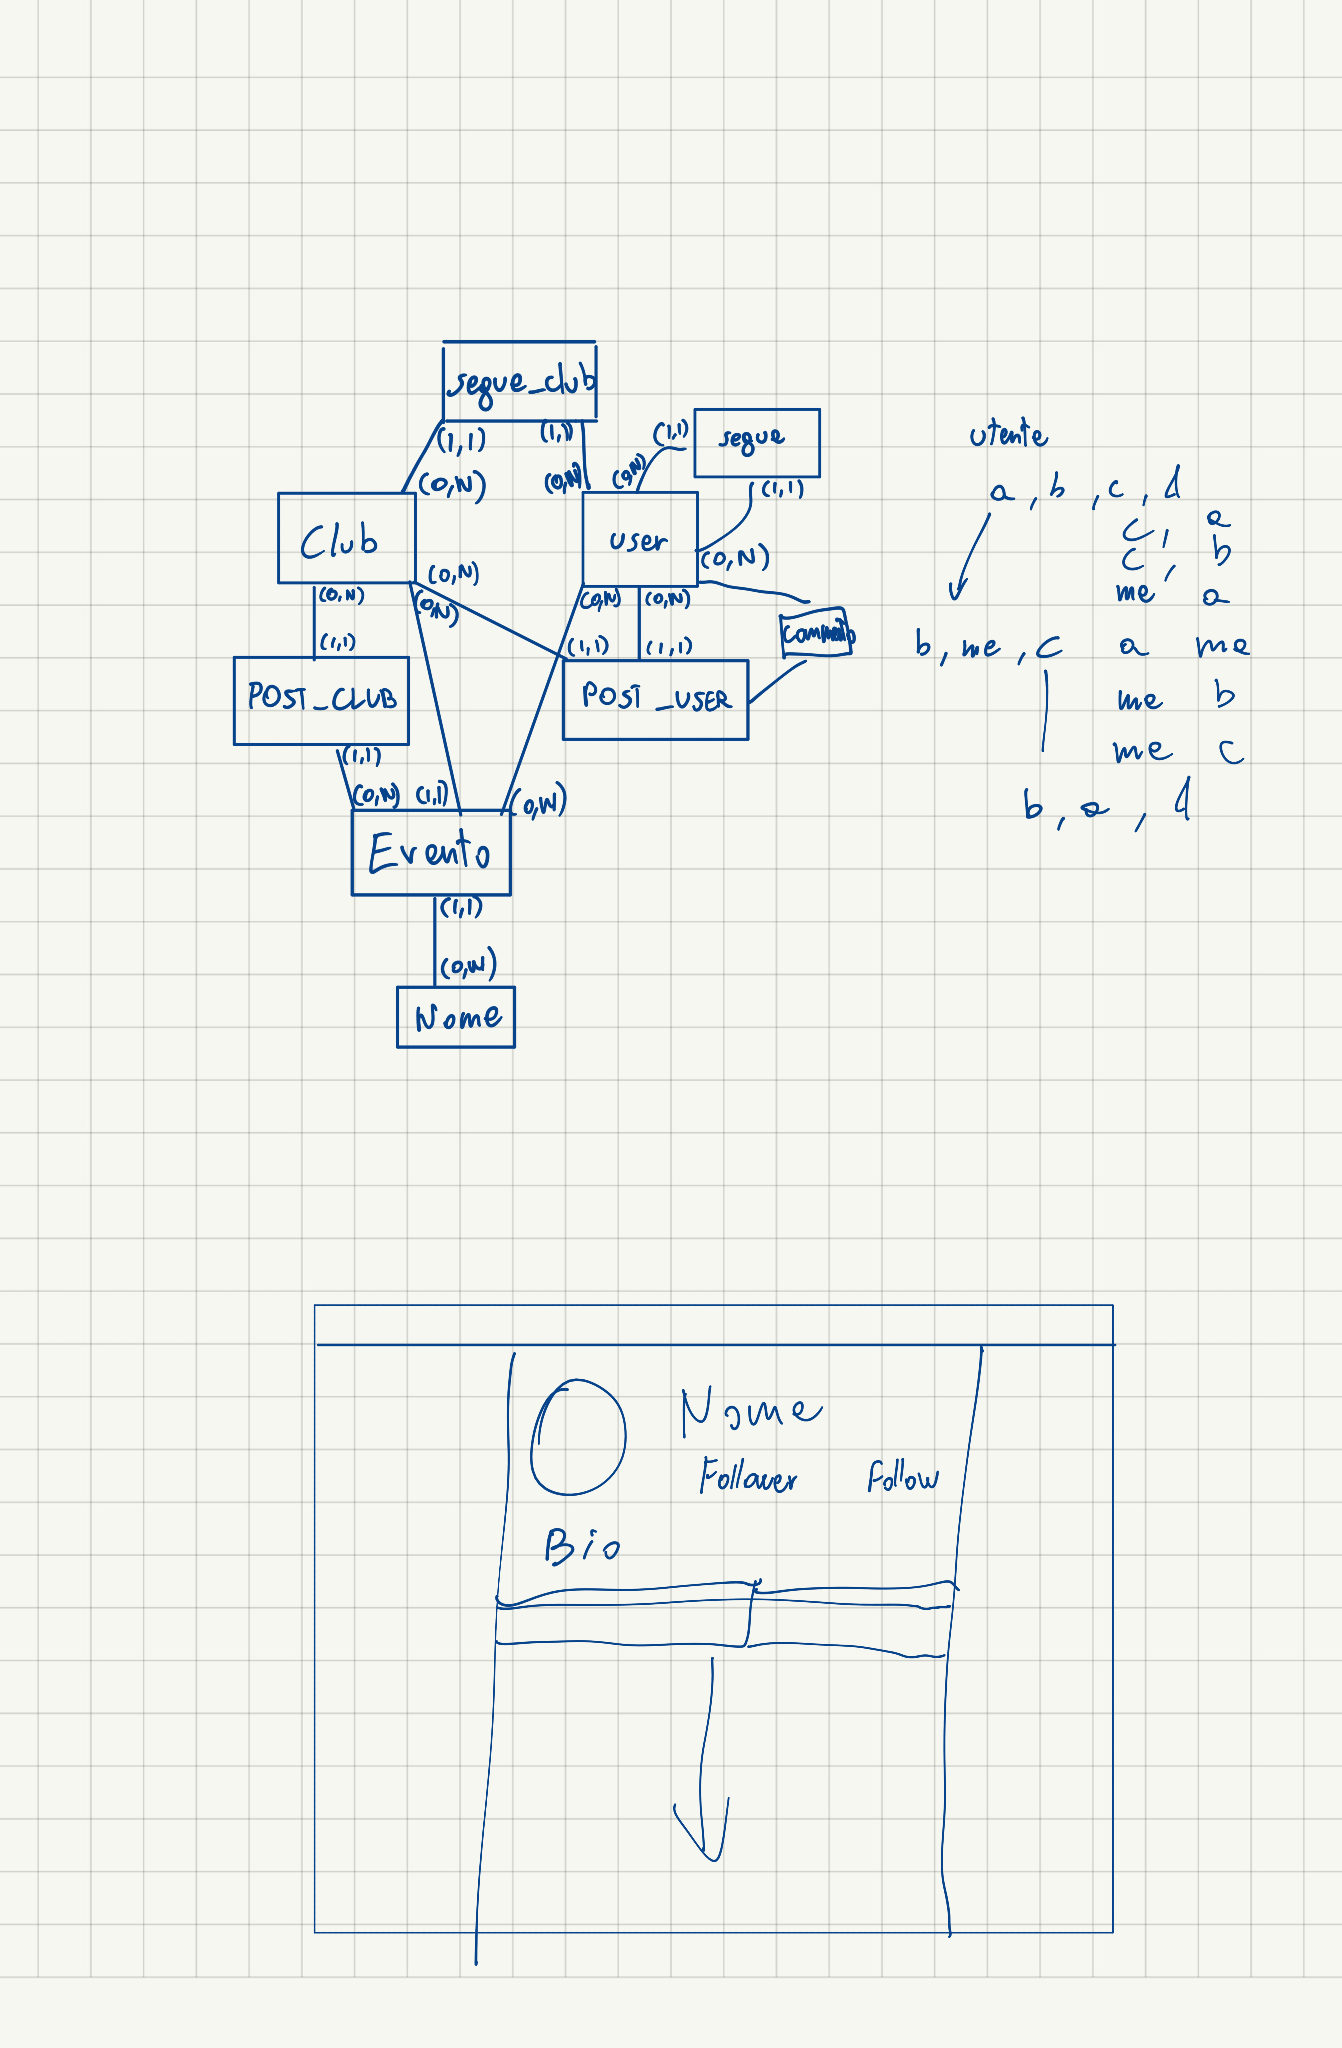 segue_club
(1,1) (1,1)
(0,N) (0,N)
(1,1) segue
(0,N) (1,1)
Club
user
(0,N)
(0,N)
(0,N)
(0,N) (0,N) (0,N)
(1,1)
(1,1) (1,1)
commento
POST_CLUB
POST_USER
(1,1)
(0,N) (1,1) (0,N)
Evento
(1,1)
(0,N)
Nome
utente
a, b, c, d
c, a
c, b
me a
b, me, c a me
me b
me c
b, a, d
Nome
Follower Follow
Bio